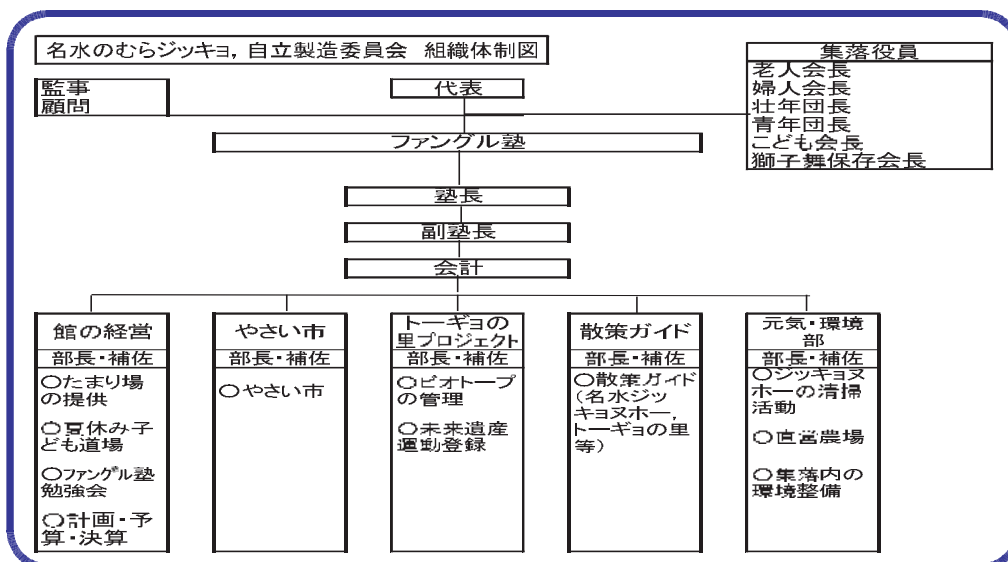 名水のむらジッキョ，自立製造委員会　組織体制図
監事
顧問
代表
集落役員
老人会長
婦人会長
壮年団長
青年団長
こども会長
獅子舞保存会長
ファングル塾
塾長
副塾長
会計
館の経営
部長・補佐
○たまり場
の提供
○夏休み子
ども道場
○ファングル塾
勉強会
○計画・予
算・決算
やさい市
部長・補佐
○やさい市
トーギョの
里プロジェクト
部長・補佐
○ビオトープ
の管理
○未来遺産
運動登録
散策ガイド
部長・補佐
○散策ガイド
（名水ジッ
キョヌホー，
トーギョの里
等）
元気・環境
部
部長・補佐
○ジッキョヌ
ホーの清掃
活動
○直営農場
○集落内の
環境整備